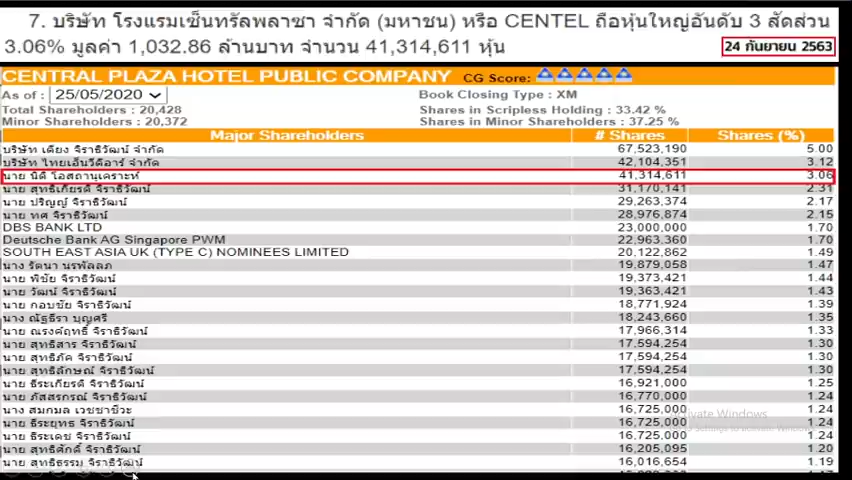 7. บริษัท โรงแรมเซ็นทรัลพลาซา จำกัด (มหาชน) หรือ CENTEL ถือหุ้นใหญ่อันดับ 3 สัดส่วน
3.06% มูลค่า 1,032.86 ล้านบาท จำนวน 41,314,611 หุ้น
24 กันยายน 2563
CENTRAL PLAZA HOTEL PUBLIC COMPANY CG Score:
As of : 25/05/2020 Book Closing Type : XM
Total Shareholders : 20,428 Shares in Scripless Holding : 33.42 %
Minor Shareholders : 20,372 Shares in Minor Shareholders : 37.25 %
Major Shareholders # Shares Shares (%)
บริษัท เตียง จิราธิวัฒน์ จำกัด 67,523,190 5.00
บริษัท ไทยเอ็นวีดีอาร์ จำกัด 42,104,351 3.12
นาย นิติ โอสถานุเคราะห์ 41,314,611 3.06
นาย สุทธิเกียรติ จิราธิวัฒน์ 31,170,141 2.31
นาย ปริญญ์ จิราธิวัฒน์ 29,263,374 2.17
นาย ทศ จิราธิวัฒน์ 28,976,874 2.15
DBS BANK LTD 23,000,000 1.70
Deutsche Bank AG Singapore PWM 22,963,360 1.70
SOUTH EAST ASIA UK (TYPE C) NOMINEES LIMITED 20,122,862 1.49
นาง รัตนา นรพัลลภ 19,879,058 1.47
นาย พิชัย จิราธิวัฒน์ 19,373,421 1.44
นาย วัฒน์ จิราธิวัฒน์ 19,363,421 1.43
นาย กอบชัย จิราธิวัฒน์ 18,771,924 1.39
นาง ณัฐธีรา บุญศรี 18,243,660 1.35
นาย ณรงค์ฤทธิ์ จิราธิวัฒน์ 17,966,314 1.33
นาย สุทธิสาร จิราธิวัฒน์ 17,594,254 1.30
นาย สุทธิภัค จิราธิวัฒน์ 17,594,254 1.30
นาย สุทธิลักษณ์ จิราธิวัฒน์ 17,594,254 1.30
นาย ธีระเกียรติ จิราธิวัฒน์ 16,921,000 1.25
นาย ภัสสรกรณ์ จิราธิวัฒน์ 16,770,000 1.24
นาง สมกมล เวชชาชีวะ 16,725,000 1.24
นาย ธีระยุทธ จิราธิวัฒน์ 16,725,000 1.24
นาย ธีระเดช จิราธิวัฒน์ 16,725,000 1.24
นาย สุทธิศักดิ์ จิราธิวัฒน์ 16,205,095 1.20
นาย สุทธิธรรม จิราธิวัฒน์ 16,016,654 1.19
Activate Windows